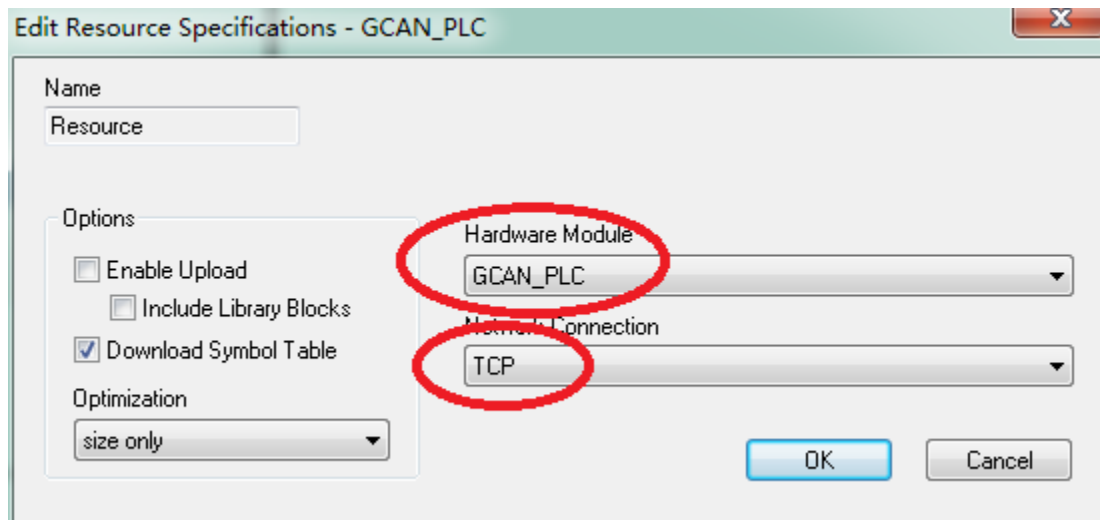 Edit Resource Specifications - GCAN_PLC
Name
Resource
Options
Enable Upload
Include Library Blocks
Download Symbol Table
Optimization
size only
Hardware Module
GCAN_PLC
Network Connection
TCP
OK
Cancel